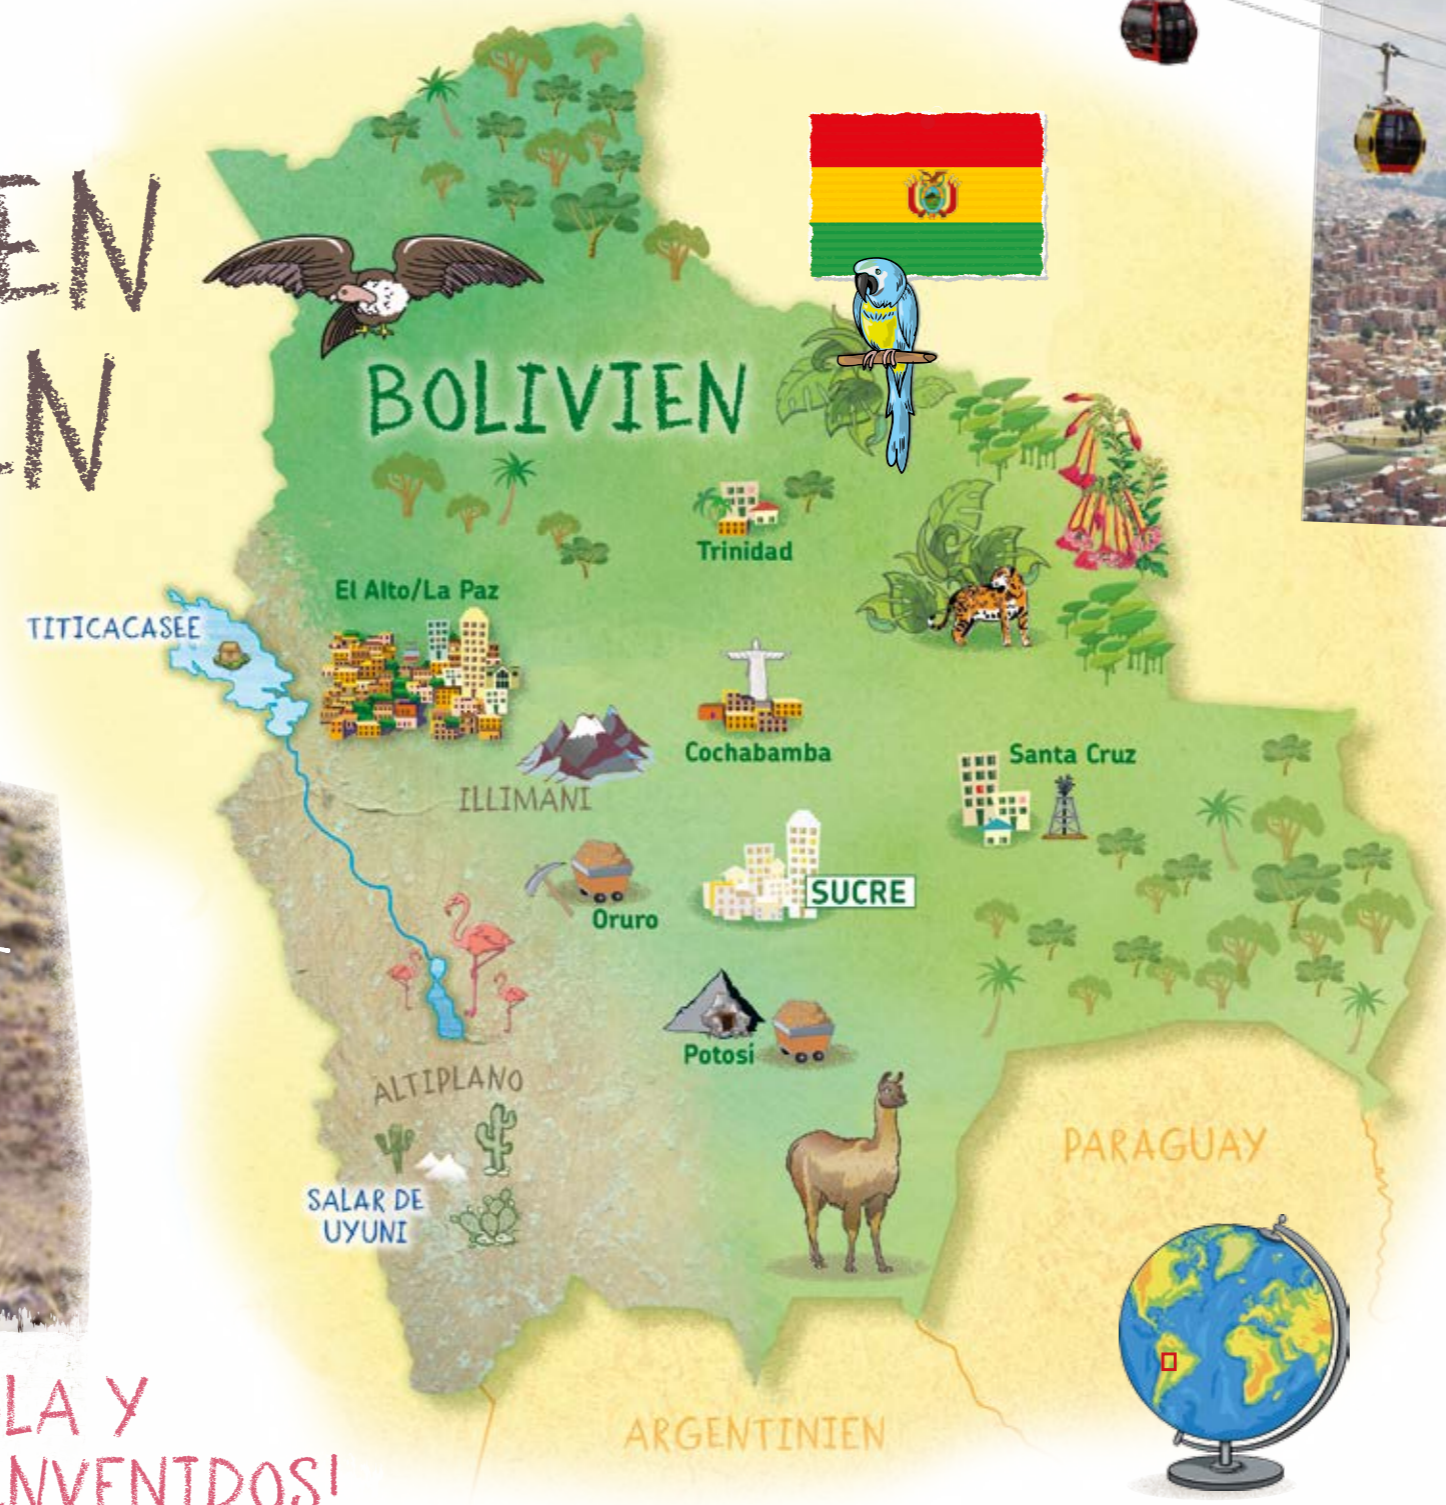 EN
EN
BOLIVIEN
Trinidad
El Alto/La Paz
TITICACASEE
Cochabamba
Santa Cruz
ILLIMANI
SUCRE
Oruro
Potosí
ALTIPLANO
PARAGUAY
SALAR DE
UYUNI
ARGENTINIEN
LA Y
NVENIDOS!